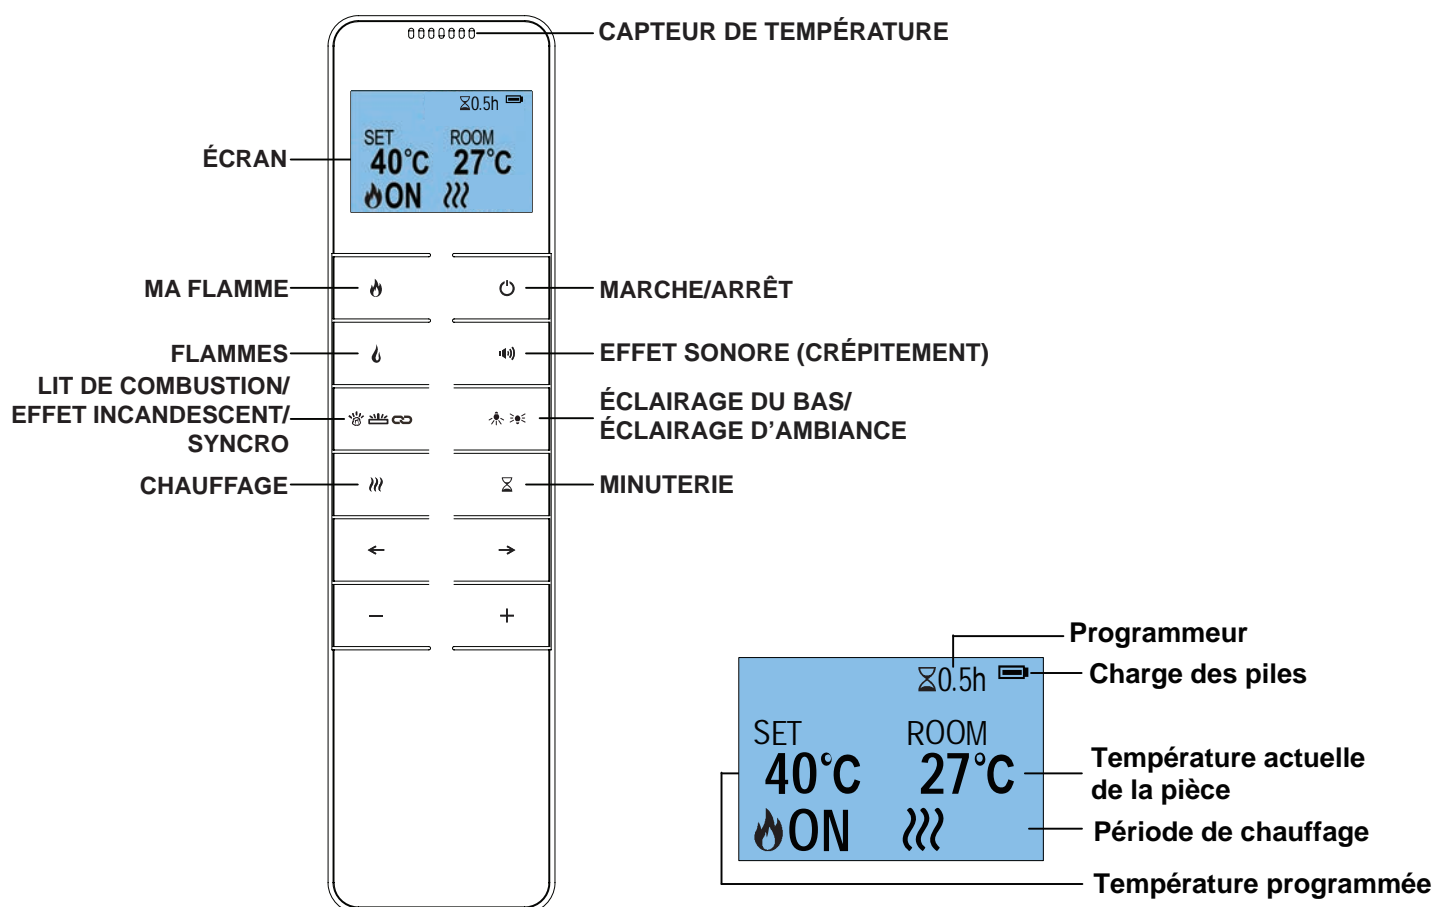 CAPTEUR DE TEMPÉRATURE
0.5h
SET ROOM
40°C 27°C
ON
ÉCRAN
MA FLAMME
MARCHE/ARRÊT
FLAMMES
EFFET SONORE (CRÉPITEMENT)
LIT DE COMBUSTION/
EFFET INCANDESCENT/
SYNCRO
ÉCLAIRAGE DU BAS/
ÉCLAIRAGE D'AMBIANCE
CHAUFFAGE
MINUTERIE
Programmeur
0.5h
Charge des piles
SET ROOM
40°C 27°C
Température actuelle
de la pièce
ON
Période de chauffage
Température programmée